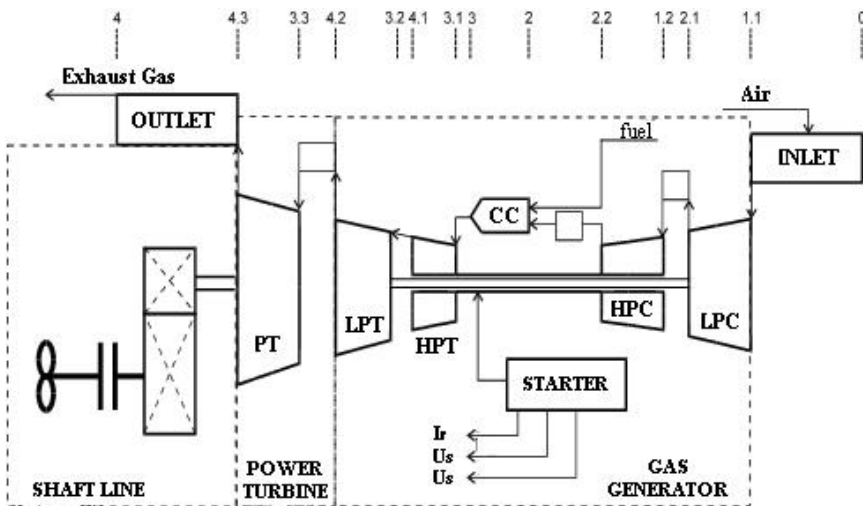 4 4.3 3.3 4.2 3.2 4.1 3.1 3 2 2.2 1.2 2.1 1.1 0
Exhaust Gas
Air
OUTLET
fuel
INLET
CC
PT
LPT
HPT
HPC
LPC
STARTER
Ir
Us
Us
SHAFT LINE
POWER
TURBINE
GAS
GENERATOR